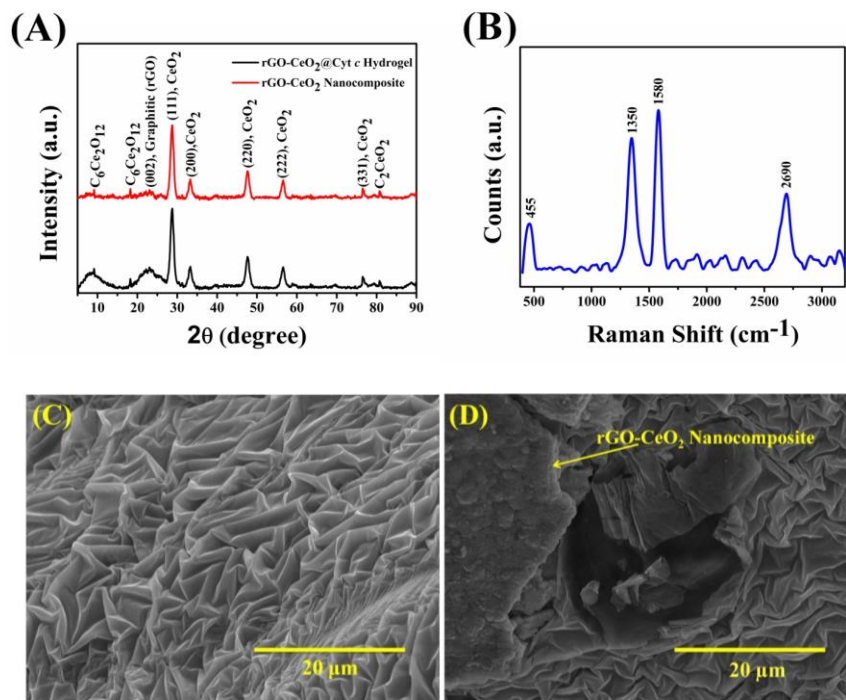 (A)
Intensity (a.u.)
rGO-CeO₂@Cyt c Hydrogel
rGO-CeO₂ Nanocomposite
C₆Ce₂O₁₂
C₆Ce₂O₁₂
(002), Graphitic (rGO)
(111), CeO₂
(200),CeO₂
(220), CeO₂
(222), CeO₂
(331), CeO₂
C₂CeO₂
10 20 30 40 50 60 70 80 90
2θ (degree)
(B)
Counts (a.u.)
455
1350
1580
2690
500 1000 1500 2000 2500 3000
Raman Shift (cm⁻¹)
(C)
20 µm
(D)
rGO-CeO₂ Nanocomposite
20 µm